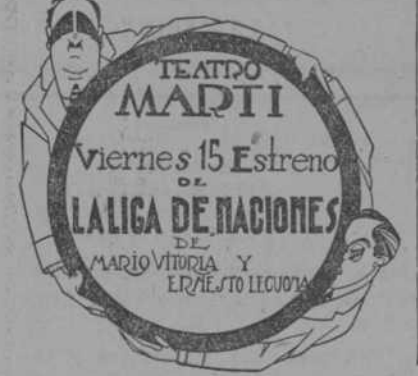 TEATRO
MARTI
Viernes 15 Estreno
DE
LA LIGA DE NACIONES
DE
MARIO VITORIA Y
ERNESTO LECUONA